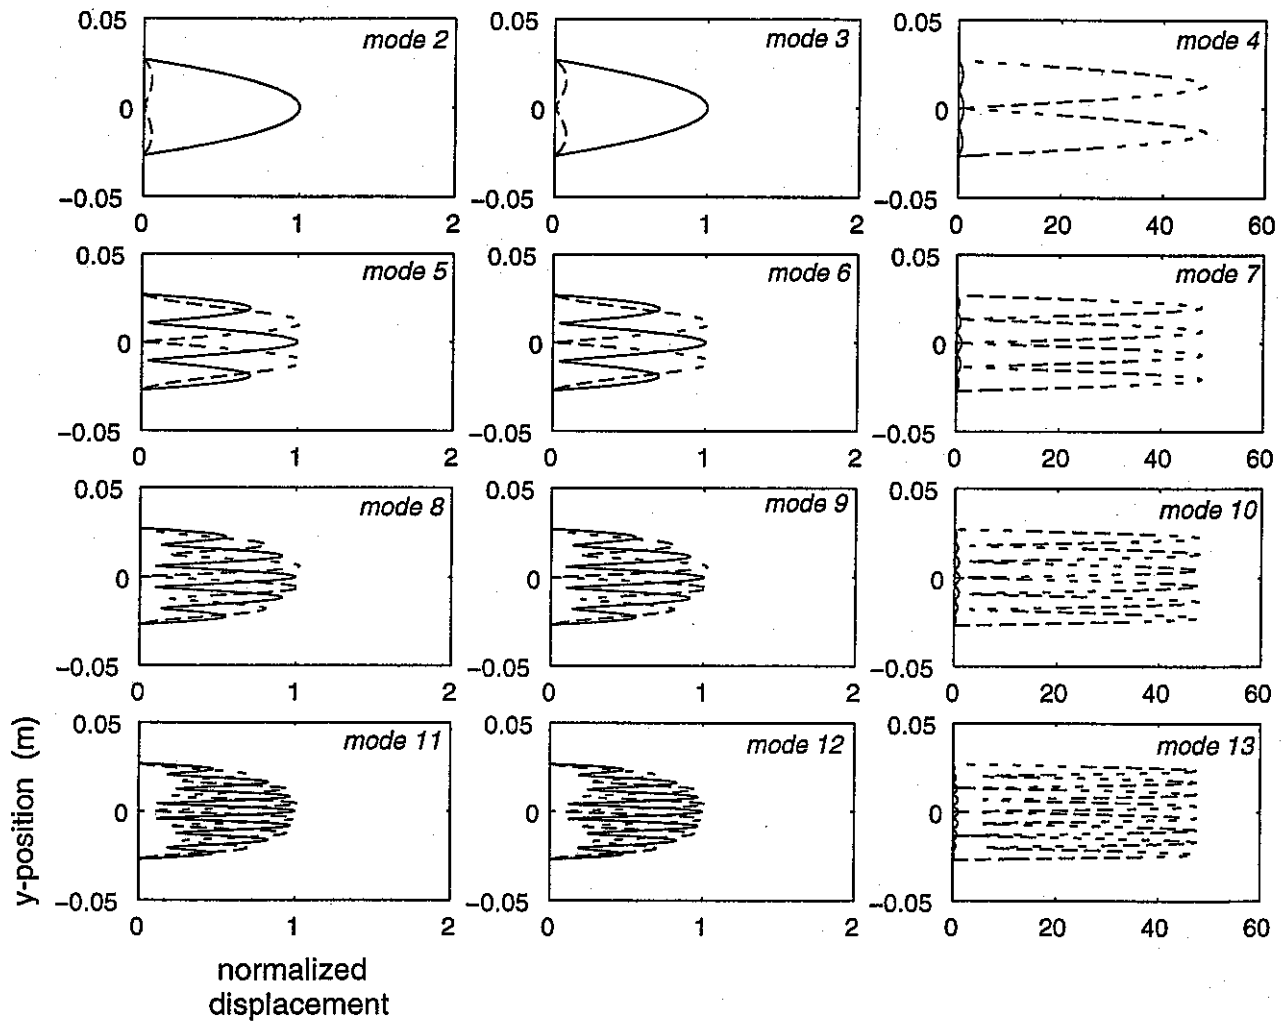 0.05 mode 2 mode 3 mode 4
0 0 0
-0.05 -0.05 -0.05
0 1 2 0 1 2 0 20 40 60
0.05 mode 5 0.05 mode 6 0.05 mode 7
0 0 0
-0.05 -0.05 -0.05
0 1 2 0 1 2 0 20 40 60
0.05 mode 8 0.05 mode 9 0.05 mode 10
0 0 0
-0.05 -0.05 -0.05
0 1 2 0 1 2 0 20 40 60
0.05 mode 11 0.05 mode 12 0.05 mode 13
0 0 0
-0.05 -0.05 -0.05
0 1 2 0 1 2 0 20 40 60
y-position (m)
normalized
displacement